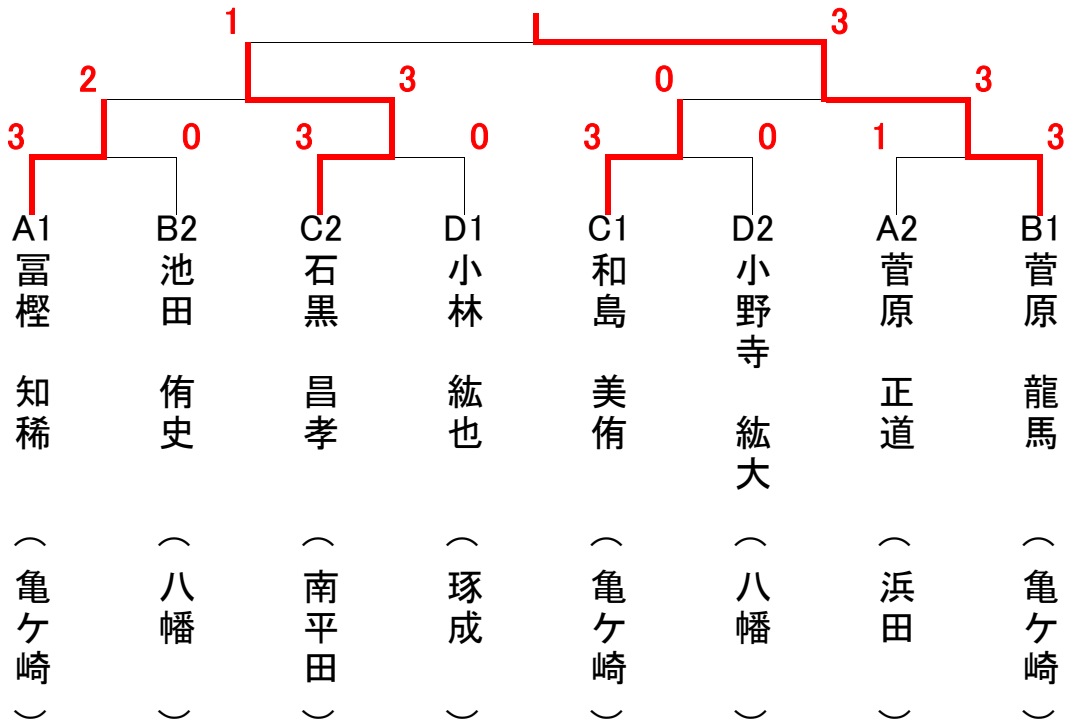 1 3
2 3 0 3
3 0 3 0 3 0 1 3
A1 B2 C2 D1 C1 D2 A2 B1
冨樫 知稀 (亀ケ崎)
池田 侑史 (八幡)
石黒 昌孝 (南平田)
小林 紘也 (琢成)
和島 美侑 (亀ケ崎)
小野寺 紘大 (八幡)
菅原 正道 (浜田)
菅原 龍馬 (亀ケ崎)